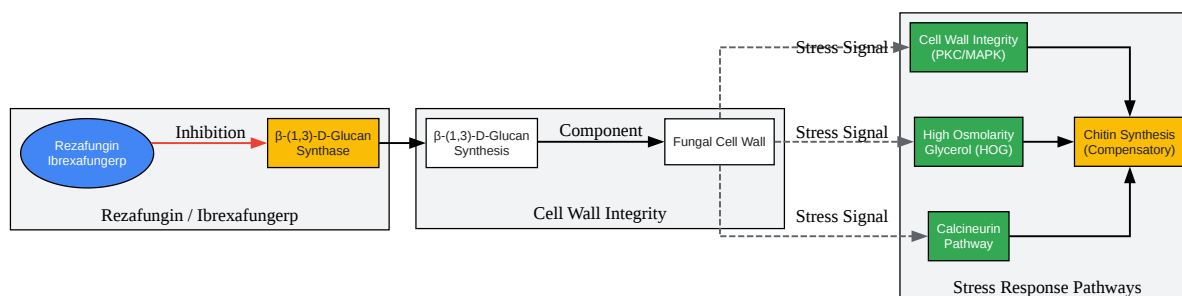 Rezafungin
Ibrexafungerp
Inhibition
β-(1,3)-D-Glucan
Synthase
Rezafungin / Ibrexafungerp
β-(1,3)-D-Glucan
Synthesis
Component
Fungal Cell Wall
Cell Wall Integrity
Stress Signal
Stress Signal
Stress Signal
Cell Wall Integrity
(PKC/MAPK)
High Osmolarity
Glycerol (HOG)
Calcineurin
Pathway
Chitin Synthesis
(Compensatory)
Stress Response Pathways